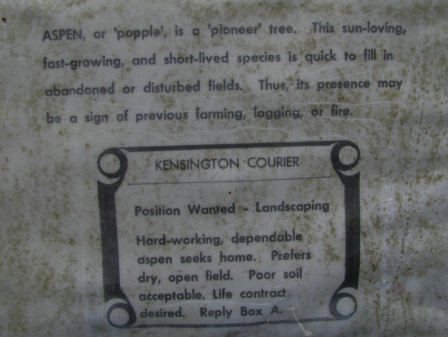 ASPEN, or 'popple', is a 'pioneer' tree. This sun-loving,
fast-growing, and short-lived species is quick to fill in
abandoned or disturbed fields. Thus, its presence may
be a sign of previous farming, logging, or fire.
KENSINGTON COURIER
Position Wanted - Landscaping
Hard-working, dependable
aspen seeks home. Prefers
dry, open field. Poor soil
acceptable. Life contract
desired. Reply Box A.